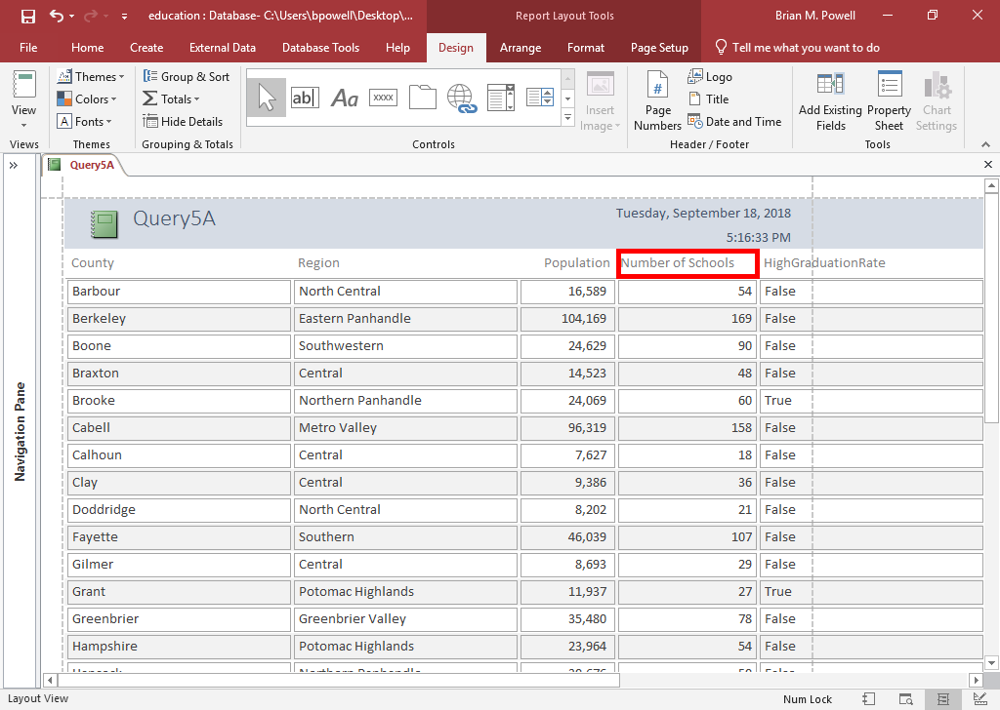 education : Database- C:\Users\bpowell\Desktop\... Report Layout Tools Brian M. Powell
File Home Create External Data Database Tools Help Design Arrange Format Page Setup Tell me what you want to do
View
Views
Themes
Colors
Fonts
Themes
Group & Sort
Totals
Hide Details
Grouping & Totals
ab
Aa
xxxx
Controls
Insert
Image
Page
Numbers
Logo
Title
Date and Time
Header / Footer
Add Existing
Fields
Property
Sheet
Chart
Settings
Tools
Query5A
Navigation Pane
Query5A
Tuesday, September 18, 2018
5:16:33 PM
County Region Population Number of Schools HighGraduationRate
Barbour North Central 16,589 54 False
Berkeley Eastern Panhandle 104,169 169 False
Boone Southwestern 24,629 90 False
Braxton Central 14,523 48 False
Brooke Northern Panhandle 24,069 60 True
Cabell Metro Valley 96,319 158 False
Calhoun Central 7,627 18 False
Clay Central 9,386 36 False
Doddridge North Central 8,202 21 False
Fayette Southern 46,039 107 False
Gilmer Central 8,693 29 False
Grant Potomac Highlands 11,937 27 True
Greenbrier Greenbrier Valley 35,480 78 False
Hampshire Potomac Highlands 23,964 54 False
Layout View Num Lock